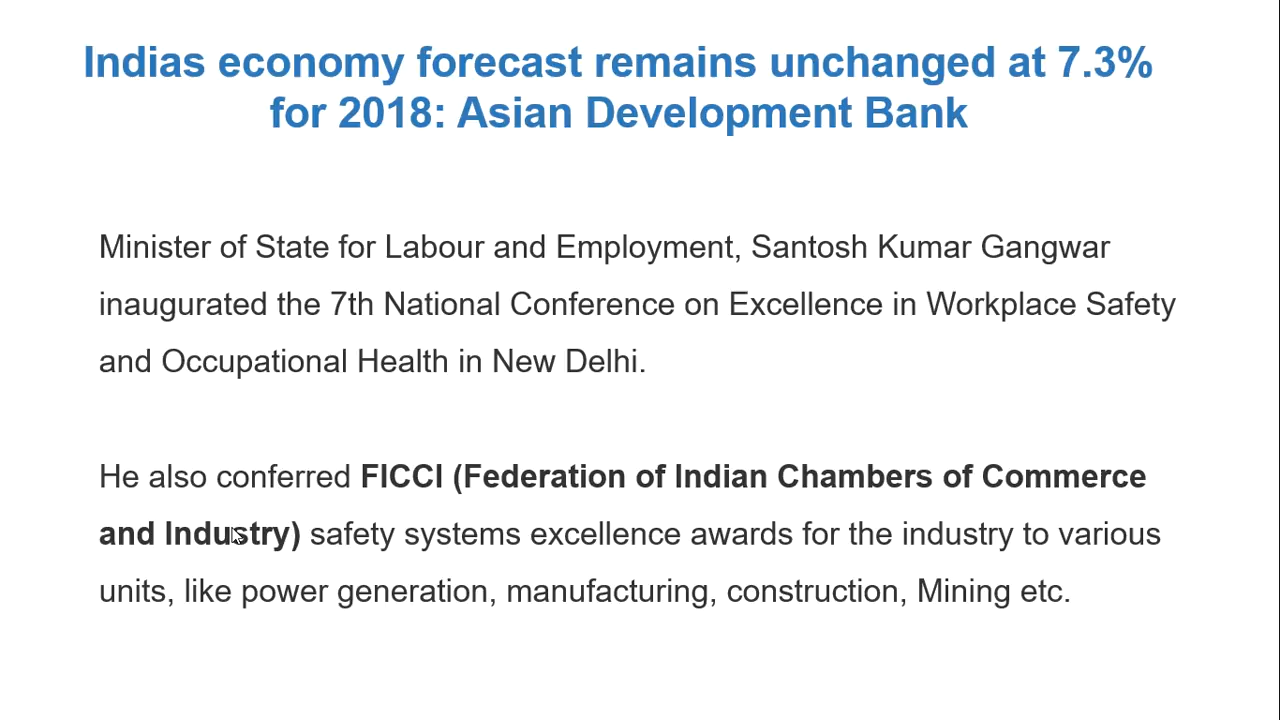 Indias economy forecast remains unchanged at 7.3%
for 2018: Asian Development Bank
Minister of State for Labour and Employment, Santosh Kumar Gangwar
inaugurated the 7th National Conference on Excellence in Workplace Safety
and Occupational Health in New Delhi.
He also conferred FICCI (Federation of Indian Chambers of Commerce
and Industry) safety systems excellence awards for the industry to various
units, like power generation, manufacturing, construction, Mining etc.